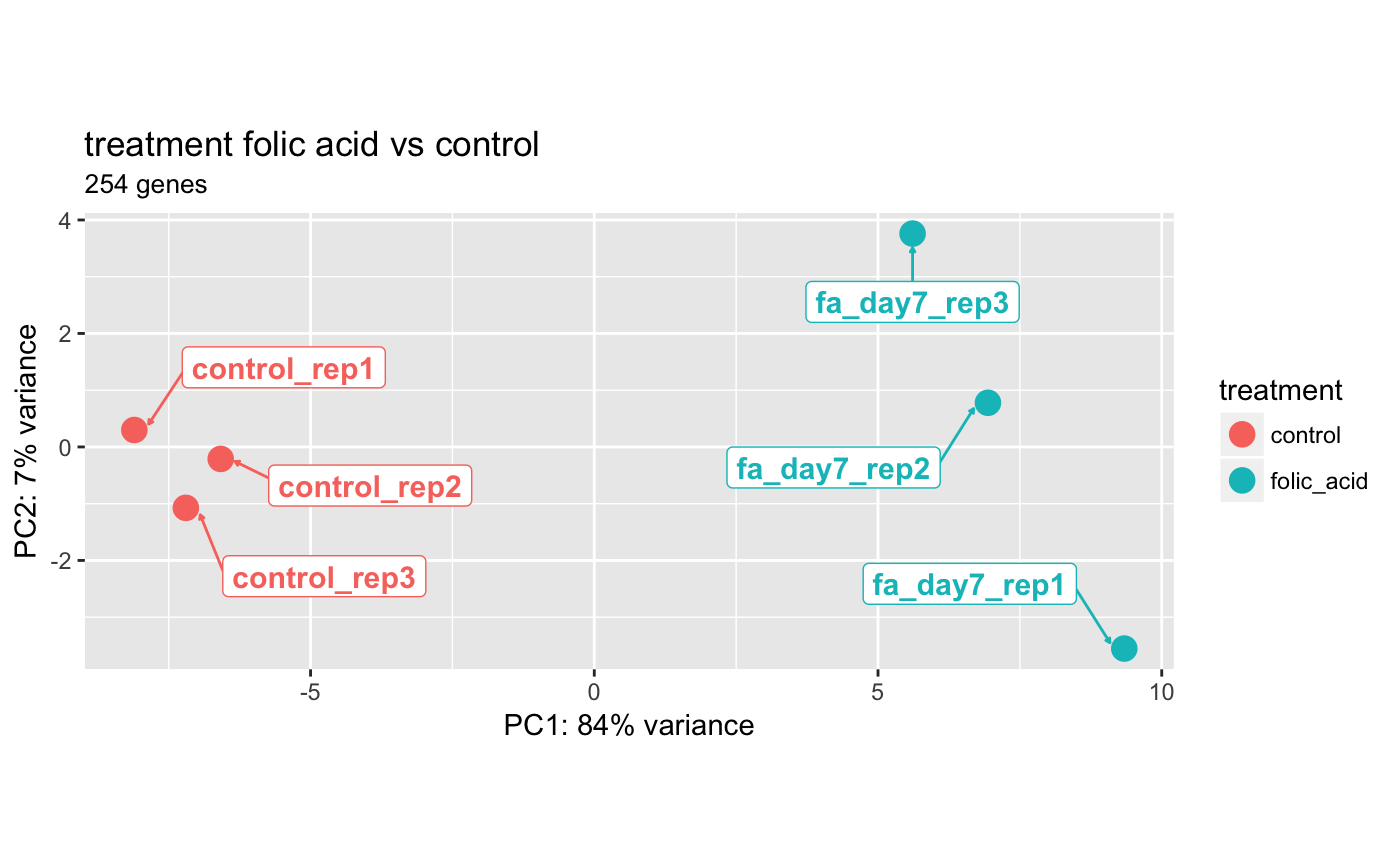 treatment folic acid vs control
254 genes
4
2
0
-2
PC2: 7% variance
control_rep1
control_rep2
control_rep3
fa_day7_rep3
fa_day7_rep2
fa_day7_rep1
-5
0
5
10
PC1: 84% variance
treatment
control
folic_acid